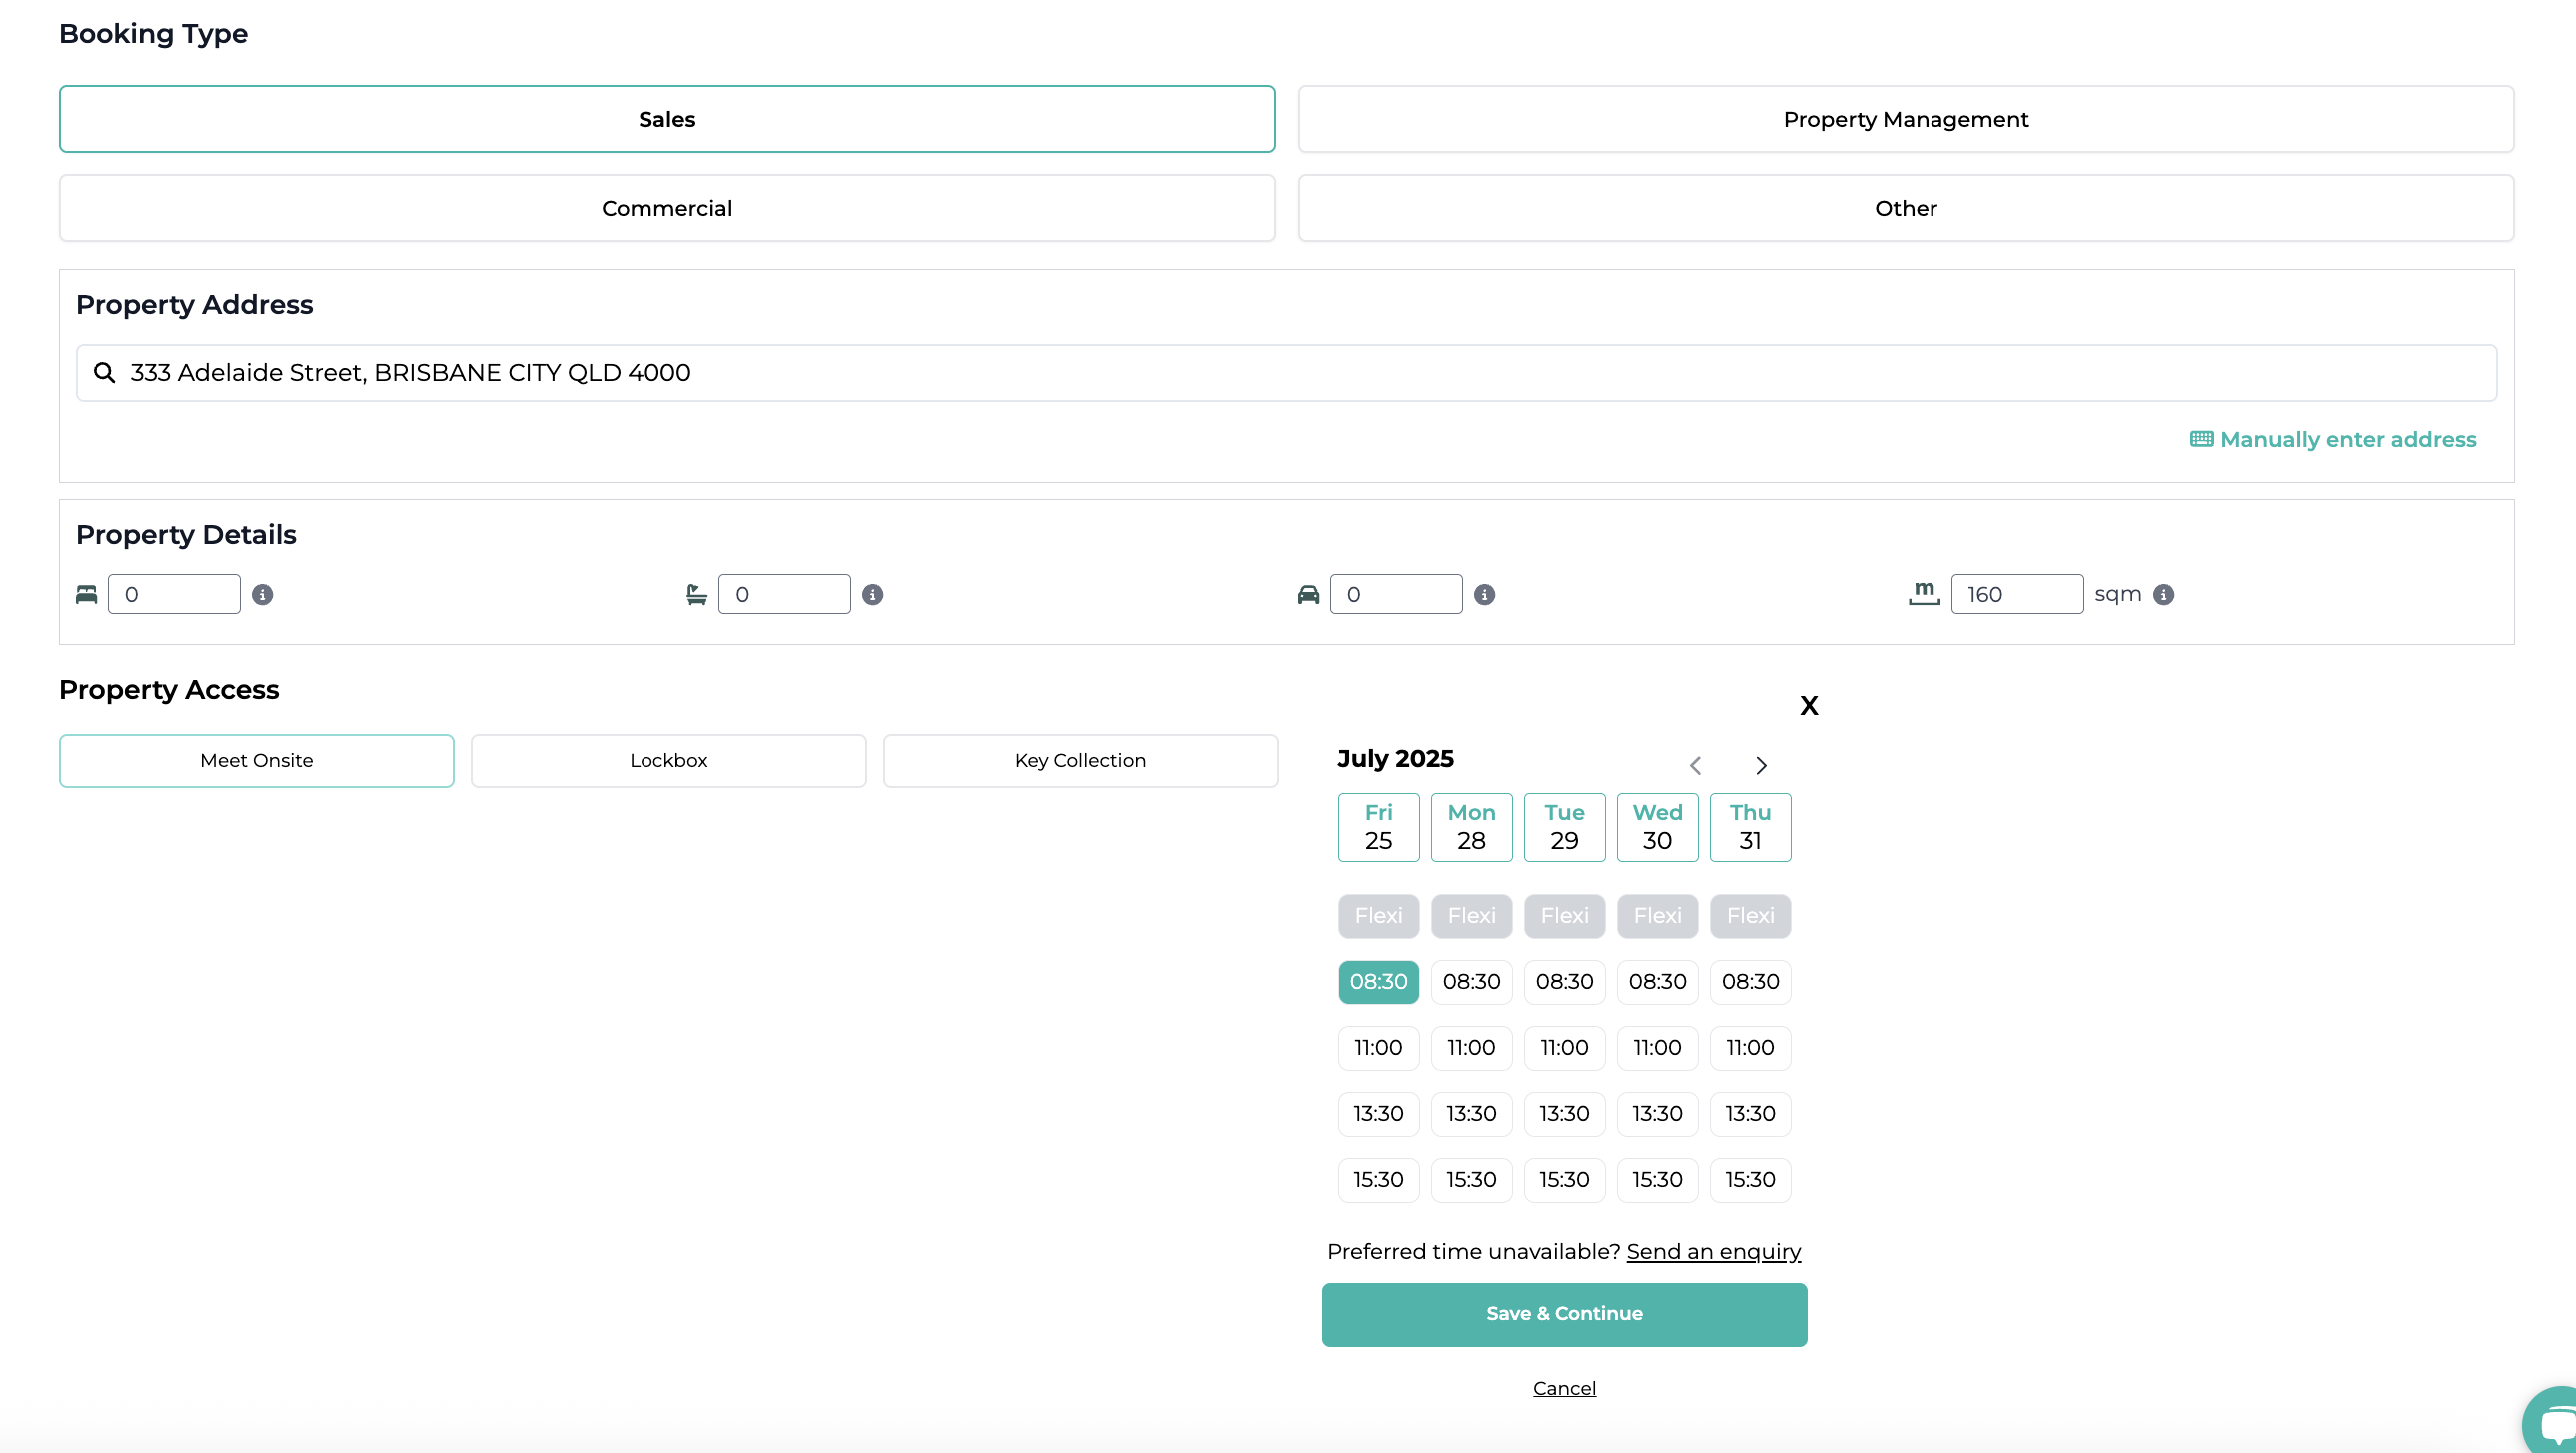 Booking Type
Sales
Property Management
Commercial
Other
Property Address
333 Adelaide Street, BRISBANE CITY QLD 4000
Manually enter address
Property Details
0
0
0
m 160 sqm
Property Access
X
Meet Onsite
Lockbox
Key Collection
July 2025
Fri Mon Tue Wed Thu
25 28 29 30 31
Flexi Flexi Flexi Flexi Flexi
08:30 08:30 08:30 08:30 08:30
11:00 11:00 11:00 11:00 11:00
13:30 13:30 13:30 13:30 13:30
15:30 15:30 15:30 15:30 15:30
Preferred time unavailable? Send an enquiry
Save & Continue
Cancel